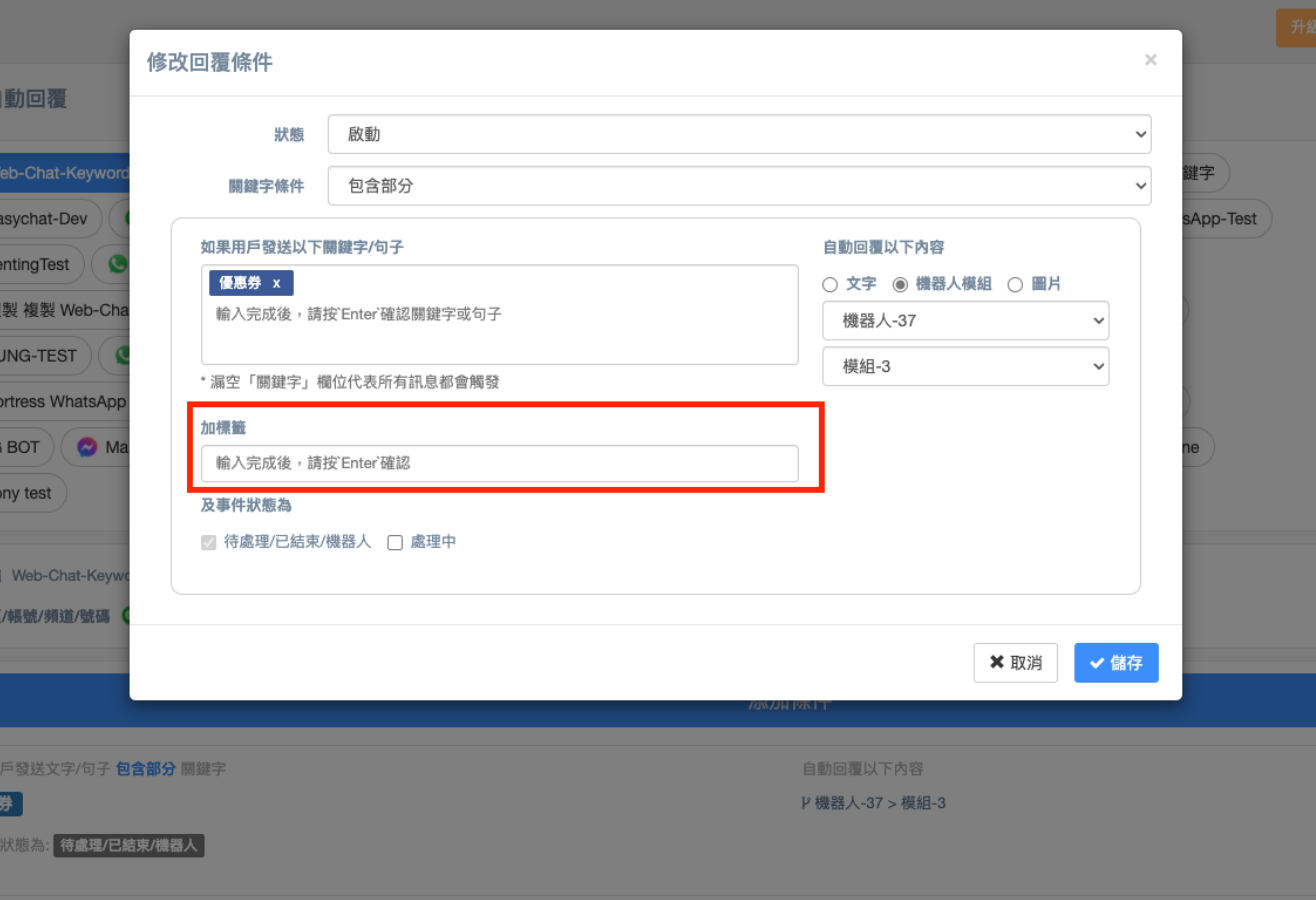 升級
修改回覆條件
×
動回覆
狀態
啟動
eb-Chat-Keyword
鍵字
關鍵字條件
包含部分
asychat-Dev
sApp-Test
如果用戶發送以下關鍵字/句子
自動回覆以下內容
entingTest
優惠券 x
文字 機器人模組 圖片
製 複製 Web-Cha
輸入完成後，請按`Enter`確認關鍵字或句子
機器人-37
UNG-TEST
模組-3
* 漏空「關鍵字」欄位代表所有訊息都會觸發
ortress WhatsApp
加標籤
BOT
Ma
ne
輸入完成後，請按`Enter`確認
ony test
及事件狀態為
待處理/已結束/機器人 處理中
Web-Chat-Keywo
/帳號/頻道/號碼
取消
儲存
添加條件
戶發送文字/句子 包含部分 關鍵字
自動回覆以下內容
券
機器人-37 > 模組-3
狀態為: 待處理/已結束/機器人